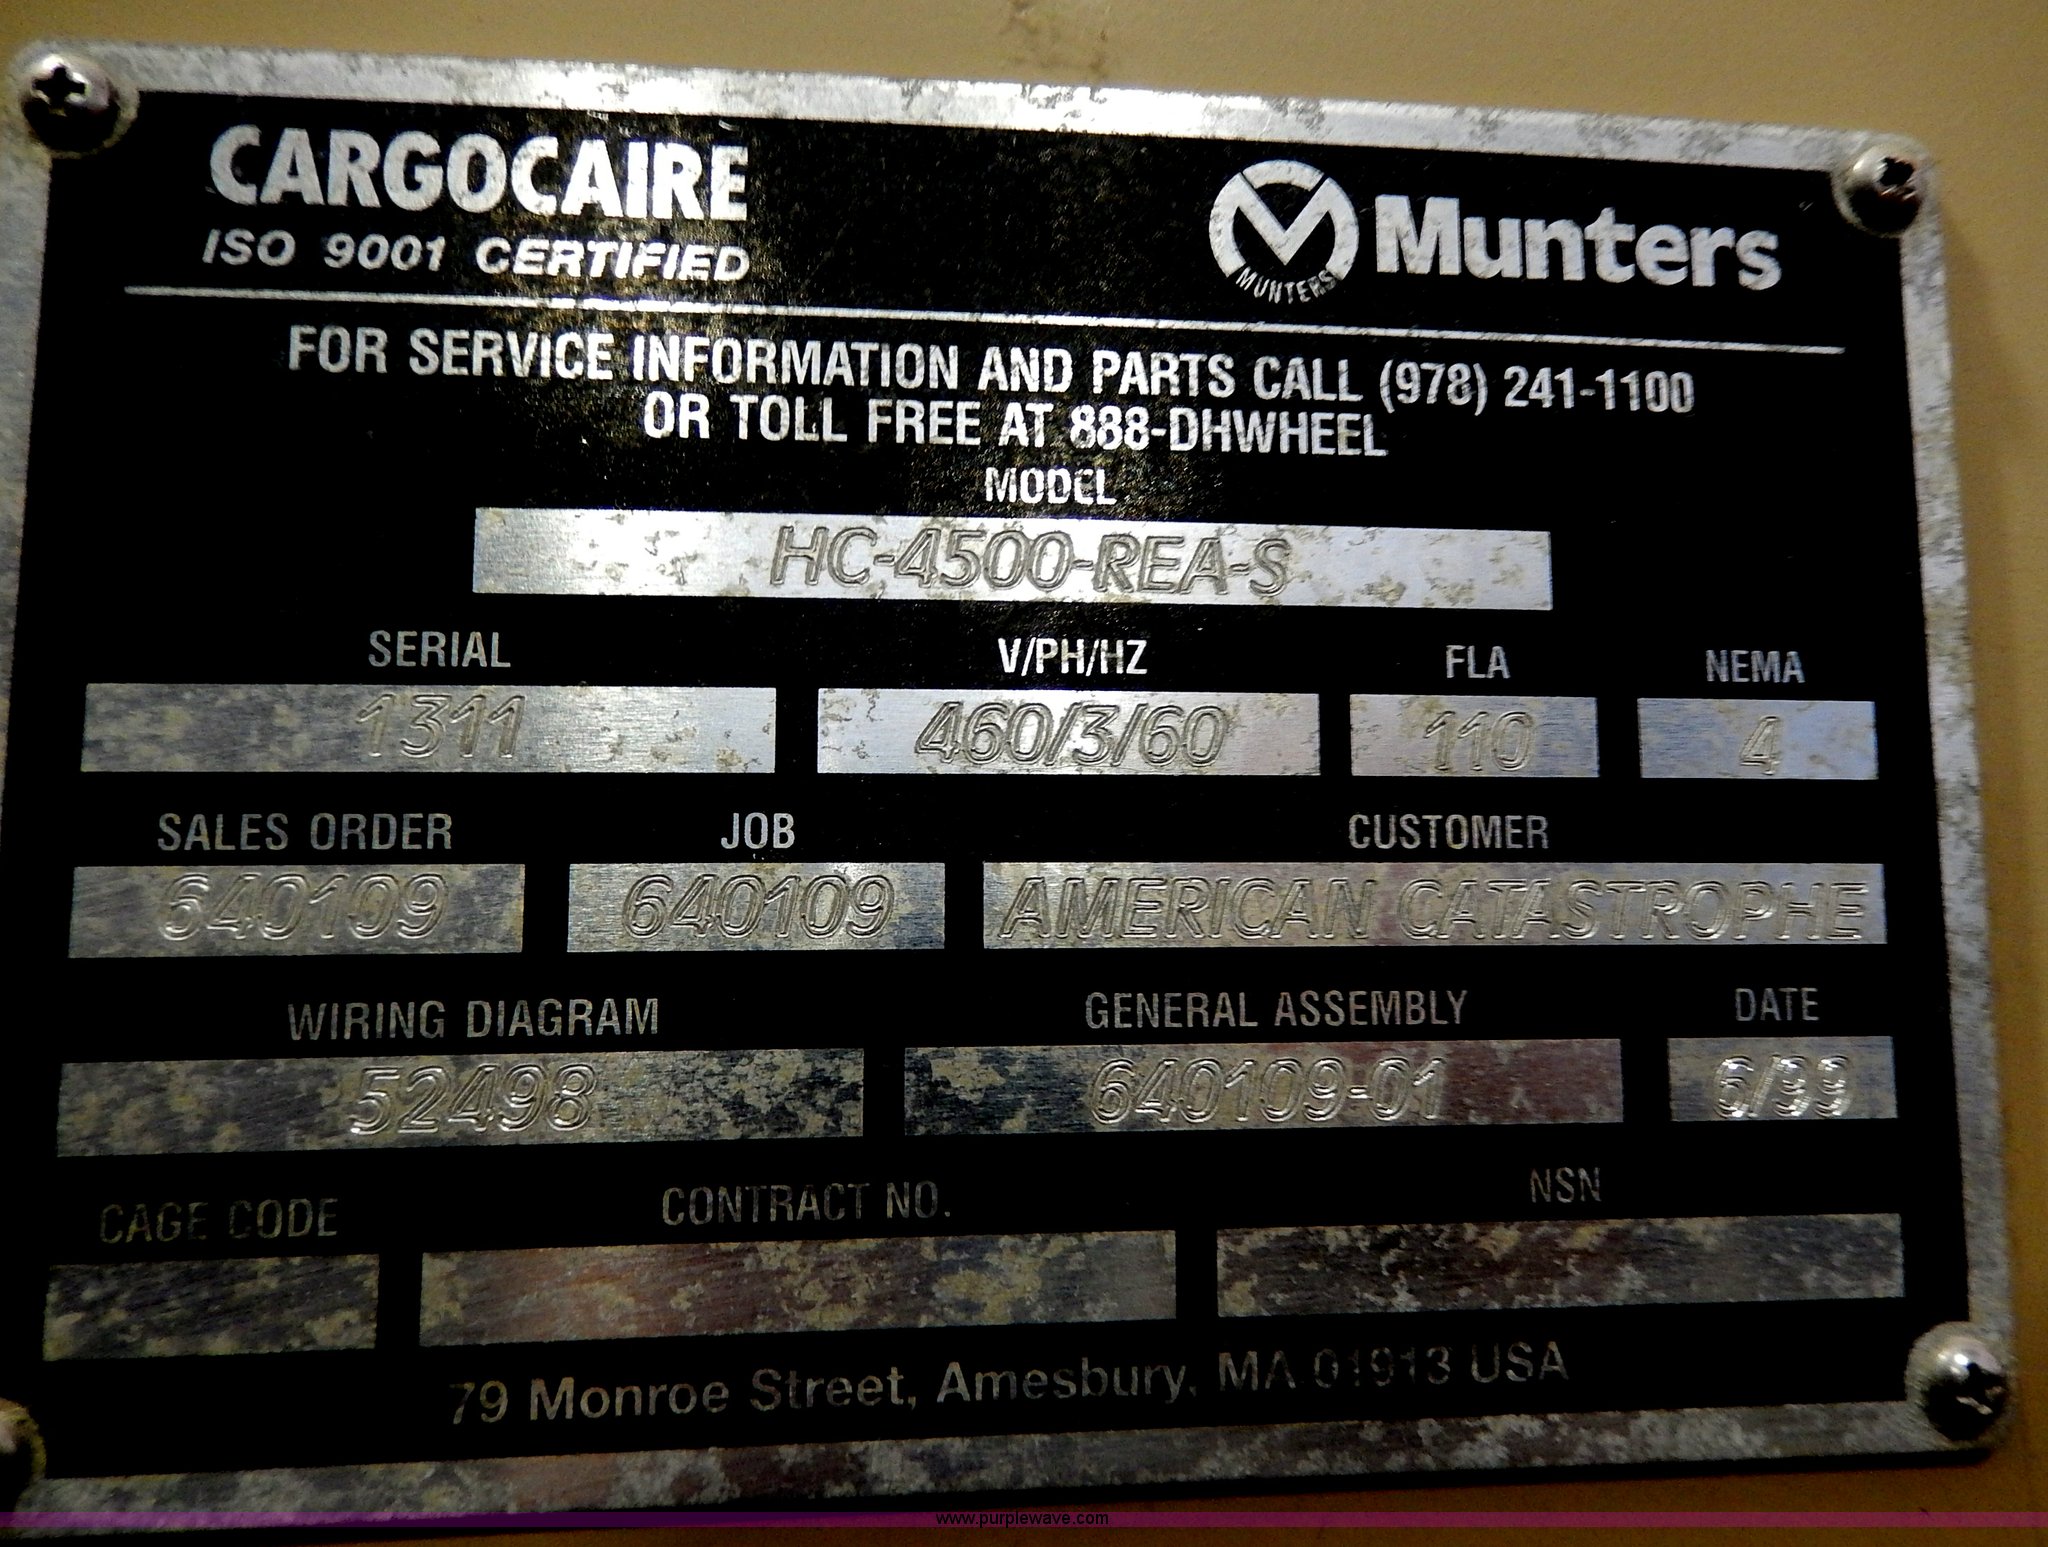 CARGOCAIRE
ISO 9001 CERTIFIED
MUNTERS
Munters
FOR SERVICE INFORMATION AND PARTS CALL (978) 241-1100
OR TOLL FREE AT 888-DHWHEEL
MODEL
HC-4500-REA-S
SERIAL V/PH/HZ FLA NEMA
1311 460/3/60 110 4
SALES ORDER JOB CUSTOMER
640109 640109 AMERICAN CATASTROPHE
WIRING DIAGRAM GENERAL ASSEMBLY DATE
52498 640109-01 6/99
CAGE CODE CONTRACT NO. NSN
79 Monroe Street, Amesbury, MA 01913 USA
www.purplewave.com